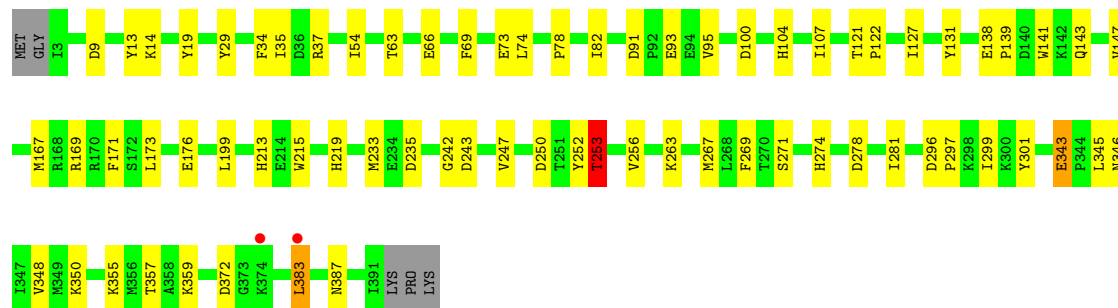 MET GLY I3 D9 Y13 K14 Y19 Y29 F34 I35 D36 R37 I54 T63 E66 F69 E73 L74 P78 I82 D91 P92 E93 E94 V95 D100 H104 I107 T121 P122 I127 Y131 E138 P139 D140 W141 K142 Q143
M167 R168 R169 R170 F171 S172 L173 E176 L199 H213 E214 W215 H219 M233 E234 D235 G242 D243 V247 D250 T251 Y252 T253 V256 K263 M267 L268 F269 T270 S271 H274 D278 I281 D296 P297 K298 I299 K300 Y301 E343 P344 L345
I347 V348 M349 K350 K355 M356 T357 A358 K359 D372 G373 K374 L383 N387 I391 LYS PRO LYS